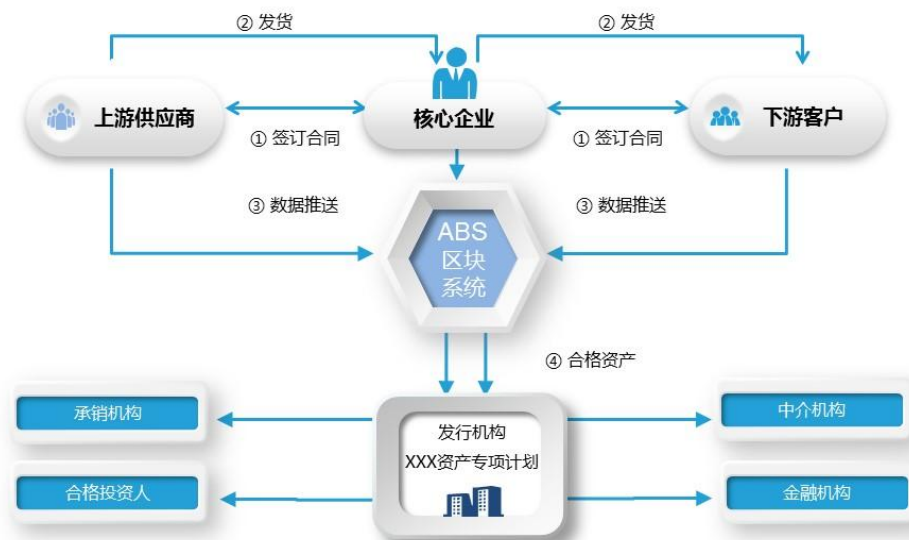 ② 发货
② 发货
上游供应商
核心企业
下游客户
① 签订合同
① 签订合同
③ 数据推送
③ 数据推送
ABS
区块
系统
④ 合格资产
承销机构
中介机构
发行机构
XXX资产专项计划
合格投资人
金融机构